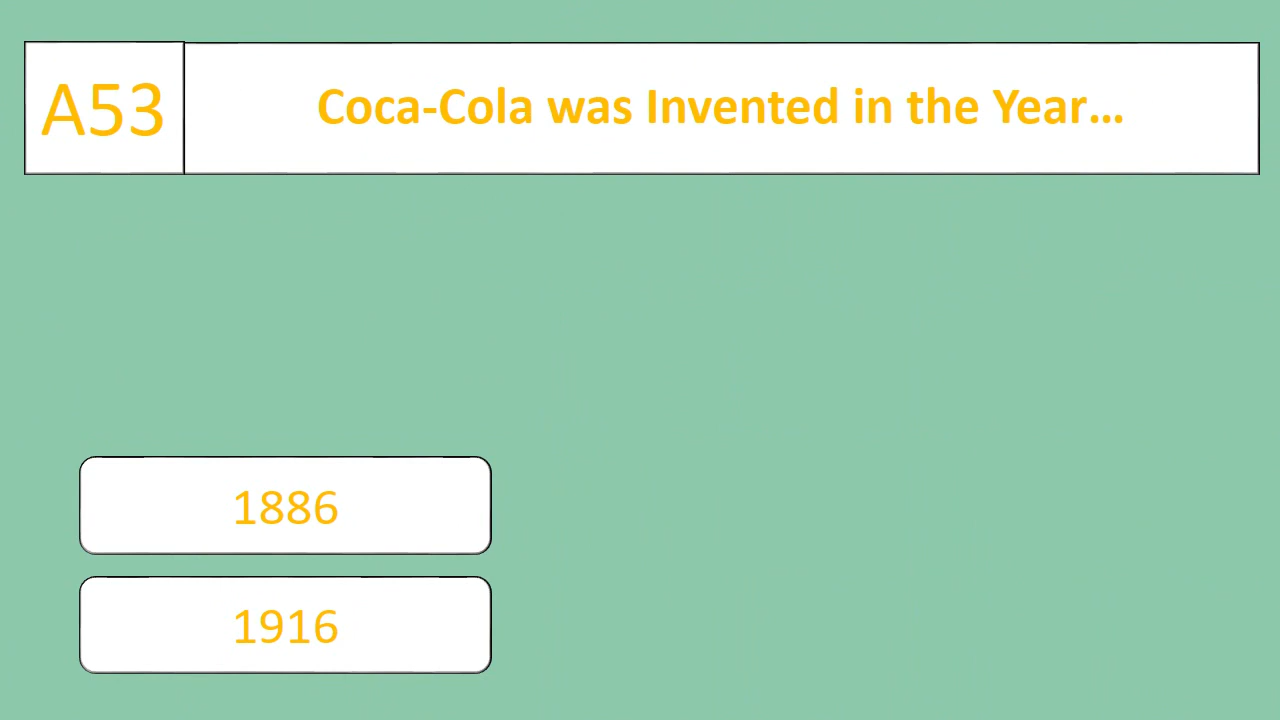 A53
Coca-Cola was Invented in the Year...
1886
1916